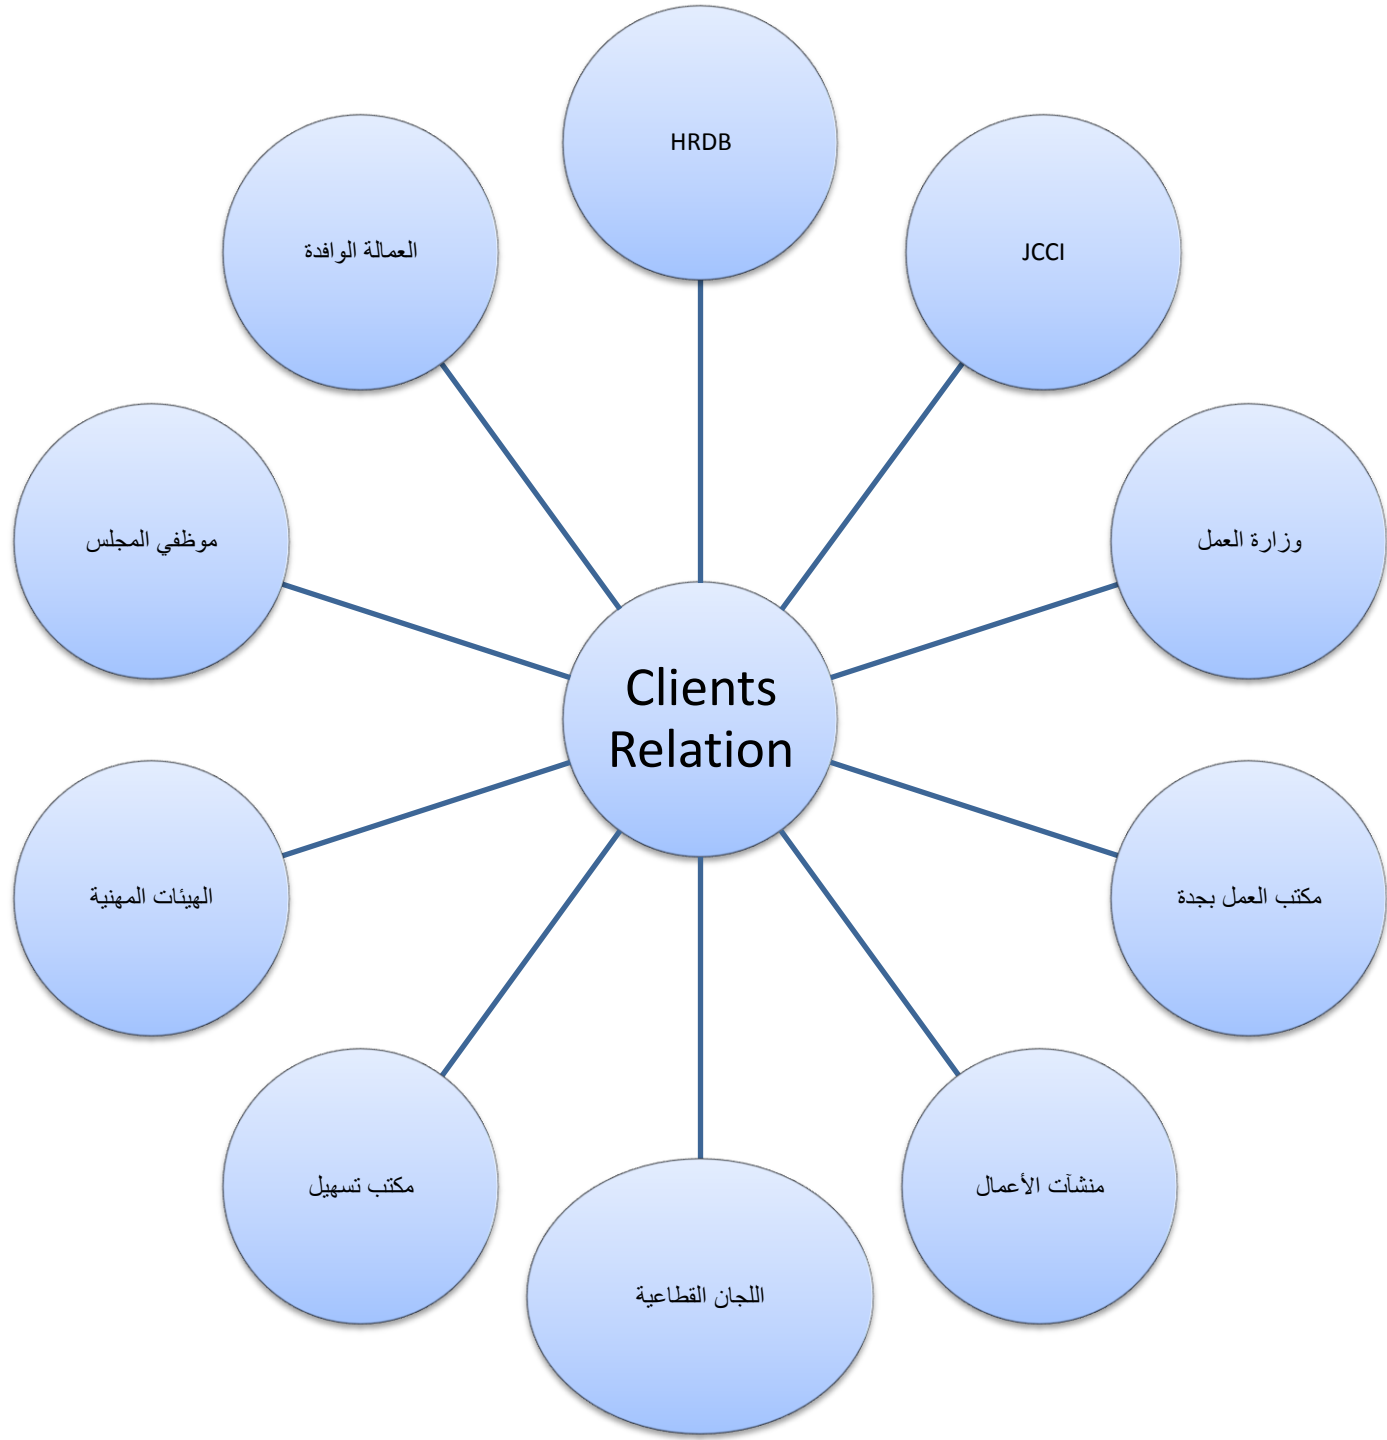 HRDB
JCCI
العمالة الوافدة
وزارة العمل
موظفي المجلس
Clients
Relation
مكتب العمل بجدة
الهيئات المهنية
منشآت الأعمال
مكتب تسهيل
اللجان القطاعية